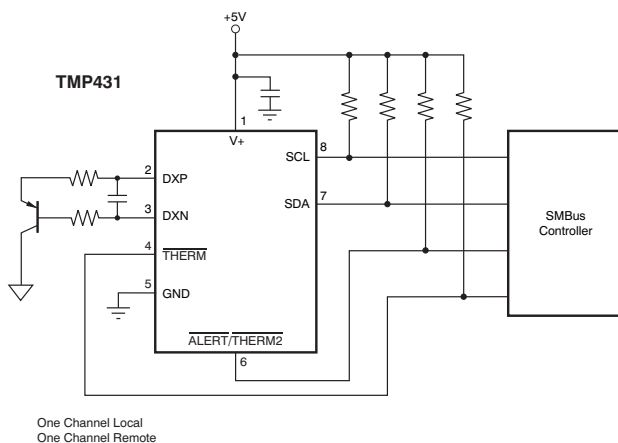 +5V
TMP431
1
V+
2
DXP
3
DXN
4
THERM
5
GND
8
SCL
7
SDA
ALERT/THERM2
6
SMBus
Controller
One Channel Local
One Channel Remote